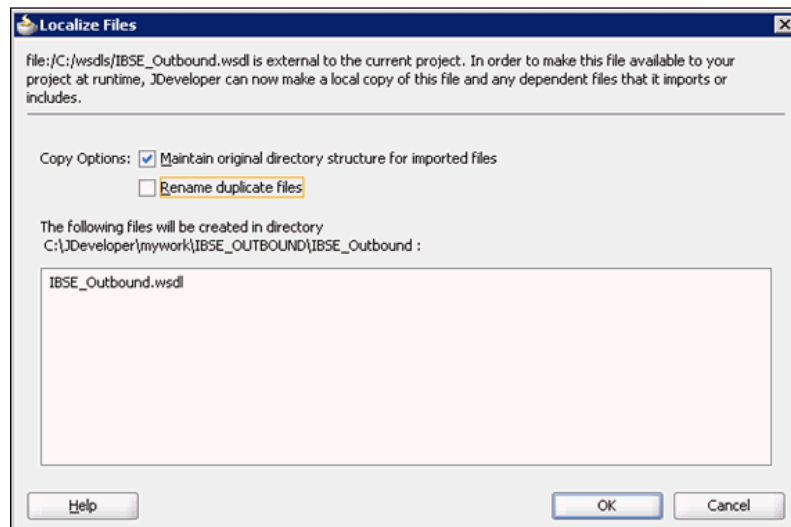 Localize Files
file:/C:/wsdls/IBSE_Outbound.wsdl is external to the current project. In order to make this file available to your
project at runtime, JDeveloper can now make a local copy of this file and any dependent files that it imports or
includes.
Copy Options: Maintain original directory structure for imported files
Rename duplicate files
The following files will be created in directory
C:\JDeveloper\mywork\IBSE_OUTBOUND\IBSE_Outbound :
IBSE_Outbound.wsdl
Help OK Cancel